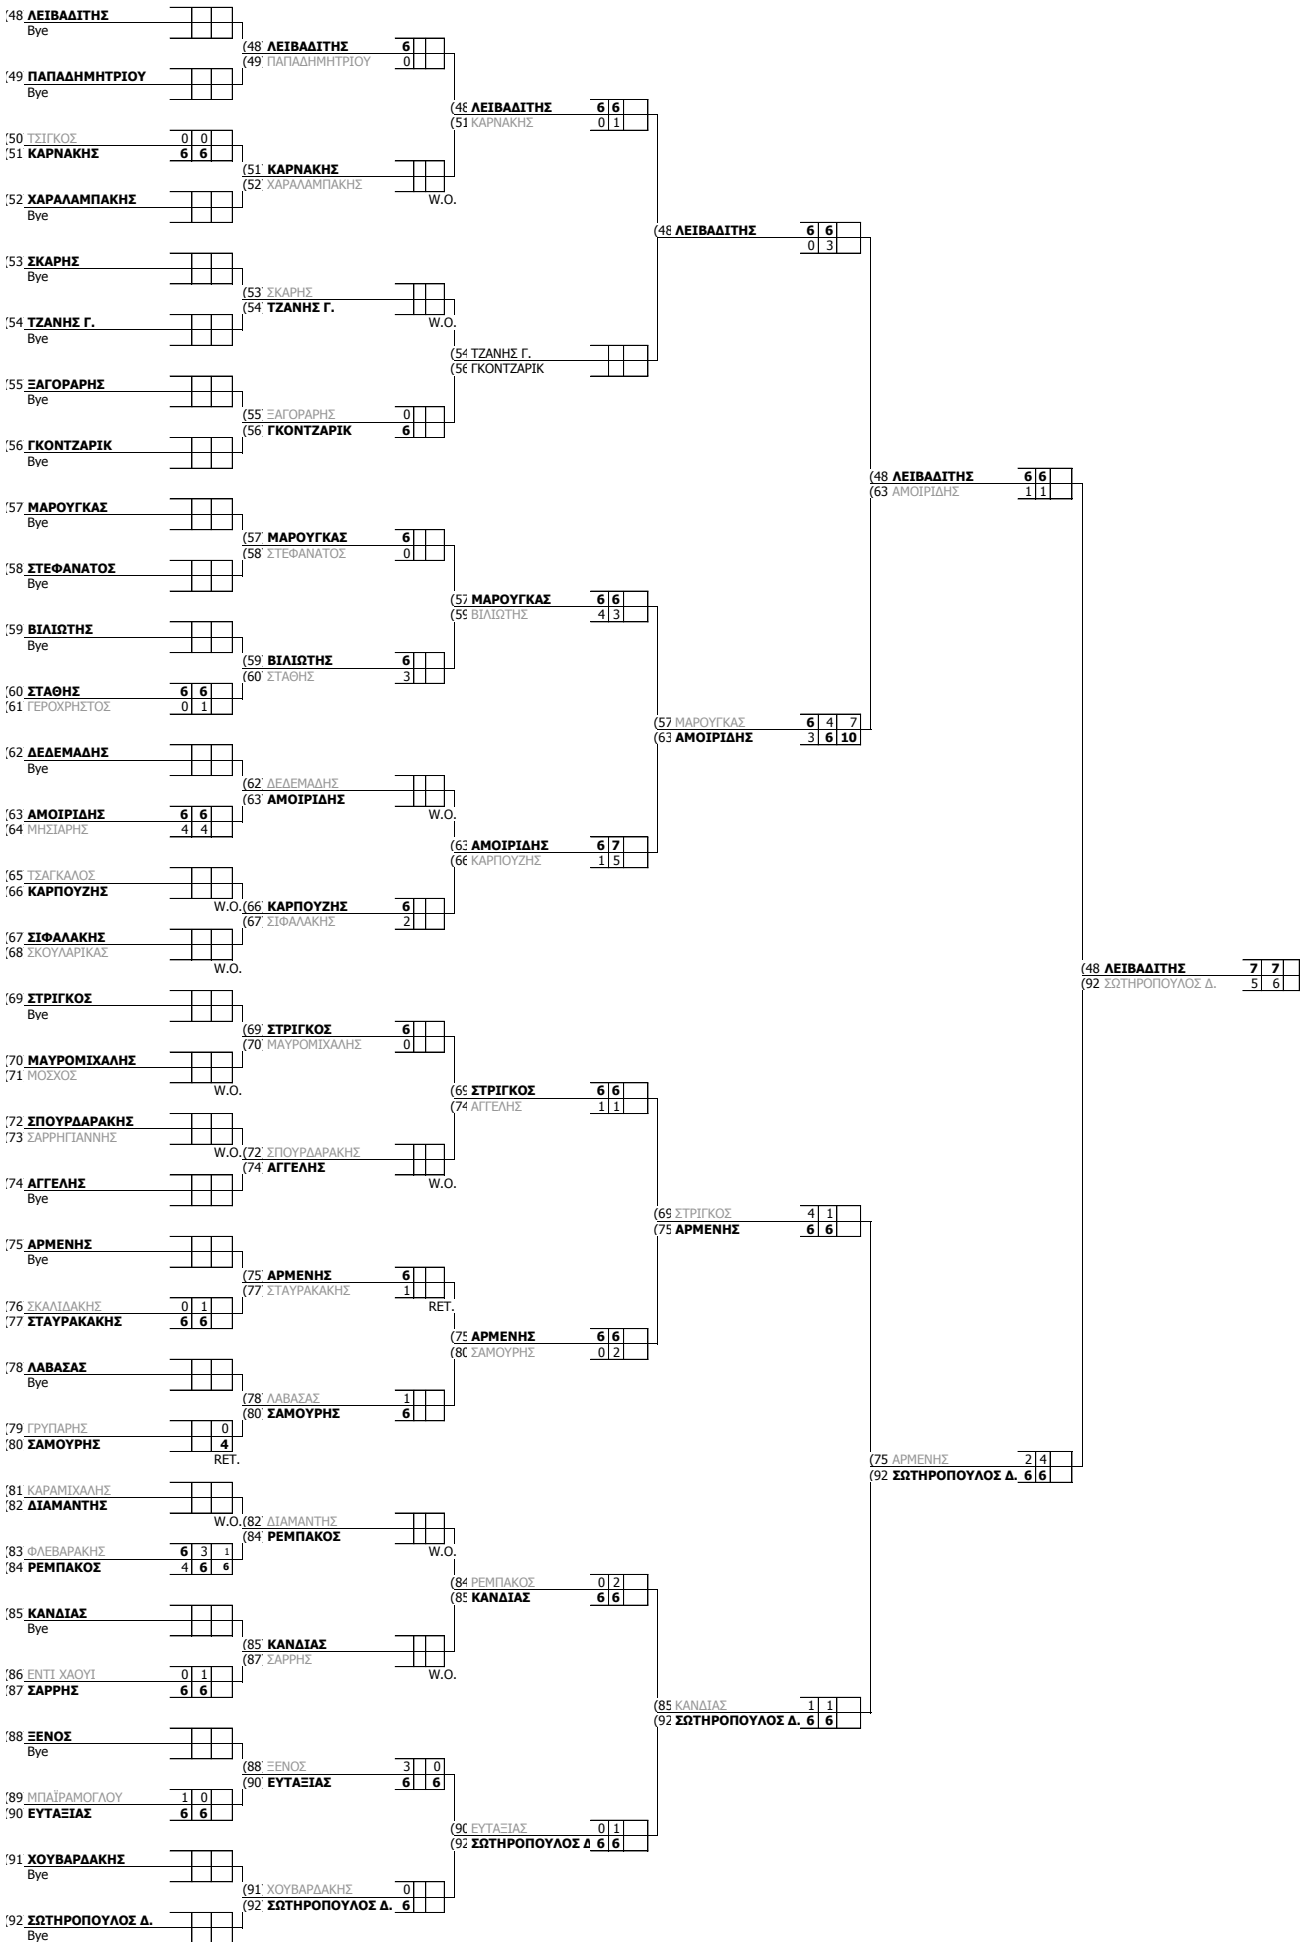 (48 ΛΕΙΒΑΔΙΤΗΣ
Bye
(48 ΛΕΙΒΑΔΙΤΗΣ 6
(49 ΠΑΠΑΔΗΜΗΤΡΙΟΥ 0
(49 ΠΑΠΑΔΗΜΗΤΡΙΟΥ
Bye
(48 ΛΕΙΒΑΔΙΤΗΣ 6 6
(51 ΚΑΡΝΑΚΗΣ 0 1
(50 ΤΣΙΓΚΟΣ 0 0
(51 ΚΑΡΝΑΚΗΣ 6 6
(51 ΚΑΡΝΑΚΗΣ
(52 ΧΑΡΑΛΑΜΠΑΚΗΣ
W.O.
(52 ΧΑΡΑΛΑΜΠΑΚΗΣ
Bye
(48 ΛΕΙΒΑΔΙΤΗΣ 6 6
0 3
(53 ΣΚΑΡΗΣ
Bye
(53 ΣΚΑΡΗΣ
(54 ΤΖΑΝΗΣ Γ.
W.O.
(54 ΤΖΑΝΗΣ Γ.
Bye
(54 ΤΖΑΝΗΣ Γ.
(56 ΓΚΟΝΤΖΑΡΙΚ
(55 ΞΑΓΟΡΑΡΗΣ
Bye
(55 ΞΑΓΟΡΑΡΗΣ 0
(56 ΓΚΟΝΤΖΑΡΙΚ 6
(56 ΓΚΟΝΤΖΑΡΙΚ
Bye
(48 ΛΕΙΒΑΔΙΤΗΣ 6 6
(63 ΑΜΟΙΡΙΔΗΣ 1 1
(57 ΜΑΡΟΥΓΚΑΣ
Bye
(57 ΜΑΡΟΥΓΚΑΣ 6
(58 ΣΤΕΦΑΝΑΤΟΣ 0
(58 ΣΤΕΦΑΝΑΤΟΣ
Bye
(57 ΜΑΡΟΥΓΚΑΣ 6 6
(59 ΒΙΛΙΩΤΗΣ 4 3
(59 ΒΙΛΙΩΤΗΣ
Bye
(59 ΒΙΛΙΩΤΗΣ 6
(60 ΣΤΑΘΗΣ 3
(60 ΣΤΑΘΗΣ 6 6
(61 ΓΕΡΟΧΡΗΣΤΟΣ 0 1
(57 ΜΑΡΟΥΓΚΑΣ 6 4 7
(63 ΑΜΟΙΡΙΔΗΣ 3 6 10
(62 ΔΕΔΕΜΑΔΗΣ
Bye
(62 ΔΕΔΕΜΑΔΗΣ
(63 ΑΜΟΙΡΙΔΗΣ
W.O.
(63 ΑΜΟΙΡΙΔΗΣ 6 6
(64 ΜΗΣΙΑΡΗΣ 4 4
(63 ΑΜΟΙΡΙΔΗΣ 6 7
(66 ΚΑΡΠΟΥΖΗΣ 1 5
(65 ΤΣΑΓΚΑΛΟΣ
(66 ΚΑΡΠΟΥΖΗΣ
W.O. (66 ΚΑΡΠΟΥΖΗΣ 6
(67 ΣΙΦΑΛΑΚΗΣ 2
(67 ΣΙΦΑΛΑΚΗΣ
(68 ΣΚΟΥΛΑΡΙΚΑΣ
W.O.
(48 ΛΕΙΒΑΔΙΤΗΣ 7 7
(92 ΣΩΤΗΡΟΠΟΥΛΟΣ Δ. 5 6
(69 ΣΤΡΙΓΚΟΣ
Bye
(69 ΣΤΡΙΓΚΟΣ 6
(70 ΜΑΥΡΟΜΙΧΑΛΗΣ 0
(70 ΜΑΥΡΟΜΙΧΑΛΗΣ
(71 ΜΟΣΧΟΣ
W.O.
(69 ΣΤΡΙΓΚΟΣ 6 6
(74 ΑΓΓΕΛΗΣ 1 1
(72 ΣΠΟΥΡΔΑΡΑΚΗΣ
(73 ΣΑΡΡΗΓΙΑΝΝΗΣ
W.O. (72 ΣΠΟΥΡΔΑΡΑΚΗΣ
(74 ΑΓΓΕΛΗΣ
W.O.
(74 ΑΓΓΕΛΗΣ
Bye
(69 ΣΤΡΙΓΚΟΣ 4 1
(75 ΑΡΜΕΝΗΣ 6 6
(75 ΑΡΜΕΝΗΣ
Bye
(75 ΑΡΜΕΝΗΣ 6
(77 ΣΤΑΥΡΑΚΑΚΗΣ 1
RET.
(76 ΣΚΑΛΙΔΑΚΗΣ 0 1
(77 ΣΤΑΥΡΑΚΑΚΗΣ 6 6
(75 ΑΡΜΕΝΗΣ 6 6
(80 ΣΑΜΟΥΡΗΣ 0 2
(78 ΛΑΒΑΣΑΣ
Bye
(78 ΛΑΒΑΣΑΣ 1
(80 ΣΑΜΟΥΡΗΣ 6
(79 ΓΡΥΠΑΡΗΣ 0
(80 ΣΑΜΟΥΡΗΣ 4
RET.
(75 ΑΡΜΕΝΗΣ 2 4
(92 ΣΩΤΗΡΟΠΟΥΛΟΣ Δ. 6 6
(81 ΚΑΡΑΜΙΧΑΛΗΣ
(82 ΔΙΑΜΑΝΤΗΣ
W.O. (82 ΔΙΑΜΑΝΤΗΣ
(84 ΡΕΜΠΑΚΟΣ
W.O.
(83 ΦΛΕΒΑΡΑΚΗΣ 6 3 1
(84 ΡΕΜΠΑΚΟΣ 4 6 6
(84 ΡΕΜΠΑΚΟΣ 0 2
(85 ΚΑΝΔΙΑΣ 6 6
(85 ΚΑΝΔΙΑΣ
Bye
(85 ΚΑΝΔΙΑΣ
(87 ΣΑΡΡΗΣ
W.O.
(86 ΕΝΤΙ ΧΑΟΥΙ 0 1
(87 ΣΑΡΡΗΣ 6 6
(85 ΚΑΝΔΙΑΣ 1 1
(92 ΣΩΤΗΡΟΠΟΥΛΟΣ Δ. 6 6
(88 ΞΕΝΟΣ
Bye
(88 ΞΕΝΟΣ 3 0
(90 ΕΥΤΑΞΙΑΣ 6 6
(89 ΜΠΑΪΡΑΜΟΓΛΟΥ 1 0
(90 ΕΥΤΑΞΙΑΣ 6 6
(90 ΕΥΤΑΞΙΑΣ 0 1
(92 ΣΩΤΗΡΟΠΟΥΛΟΣ Δ 6 6
(91 ΧΟΥΒΑΡΔΑΚΗΣ
Bye
(91 ΧΟΥΒΑΡΔΑΚΗΣ 0
(92 ΣΩΤΗΡΟΠΟΥΛΟΣ Δ. 6
(92 ΣΩΤΗΡΟΠΟΥΛΟΣ Δ.
Bye